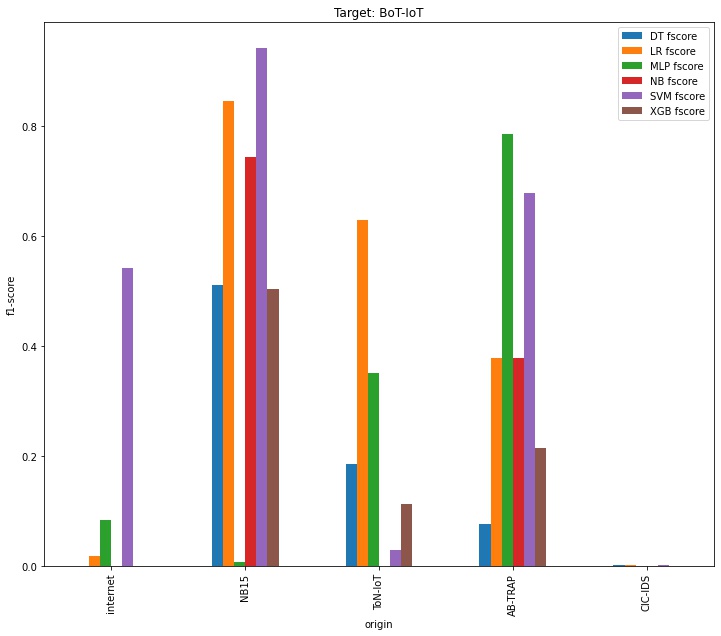 Target: BoT-IoT
DT fscore
LR fscore
MLP fscore
NB fscore
SVM fscore
XGB fscore
0.8
0.6
0.4
0.2
0.0
f1-score
internet
NB15
ToN-IoT
AB-TRAP
CIC-IDS
origin